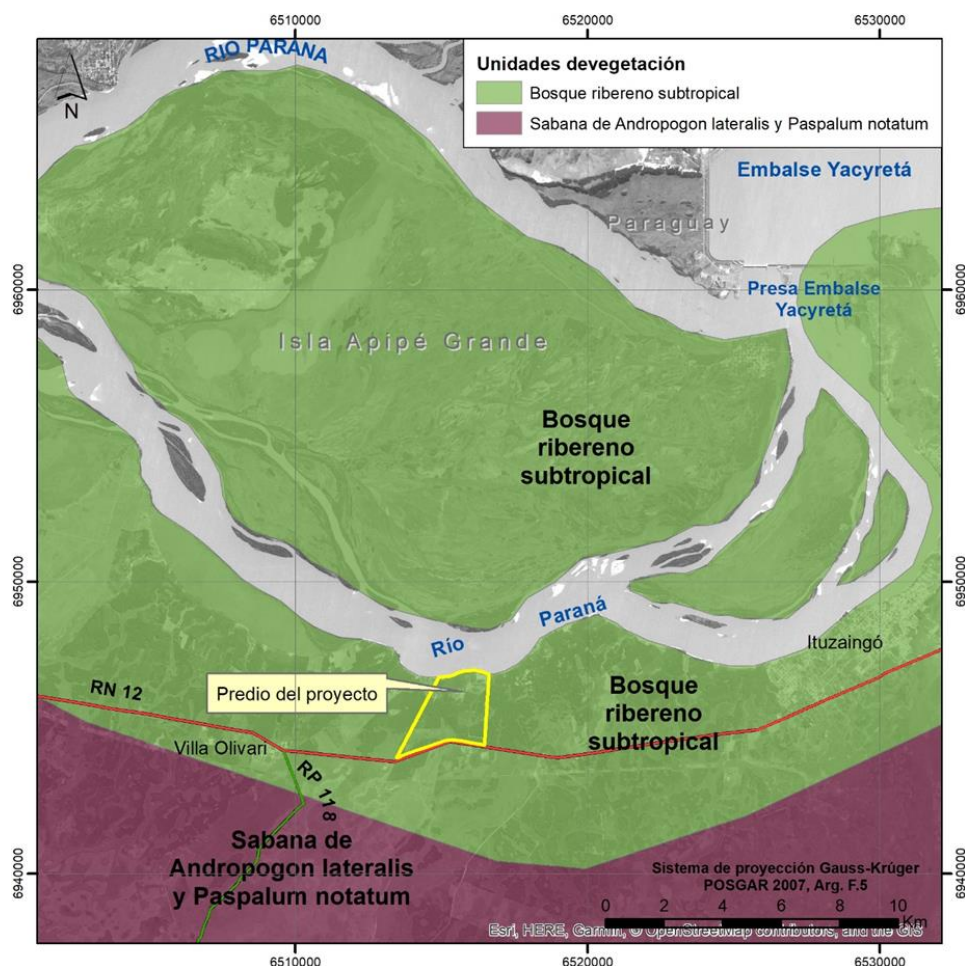 6510000
6520000
6530000
RIO PARANA
N
Unidades devegetación
Bosque ribereno subtropical
Sabana de Andropogon lateralis y Paspalum notatum
Embalse Yacyretá
Paraguay
6960000
6960000
Presa Embalse
Yacyretá
Isla Apipé Grande
Bosque
ribereno
subtropical
6950000
6950000
Río
Paraná
Ituzaingó
RN 12
Predio del proyecto
Bosque
ribereno
subtropical
Villa Olivari
RP 118
Sabana de
Andropogon lateralis
y Paspalum notatum
6940000
6940000
Sistema de proyección Gauss-Krúger
POSGAR 2007, Arg. F.5
0 2 4 6 8 10
Km
Esri, HERE, Garmin, © OpenStreetMap contributors, and the GIS
6510000
6520000
6530000